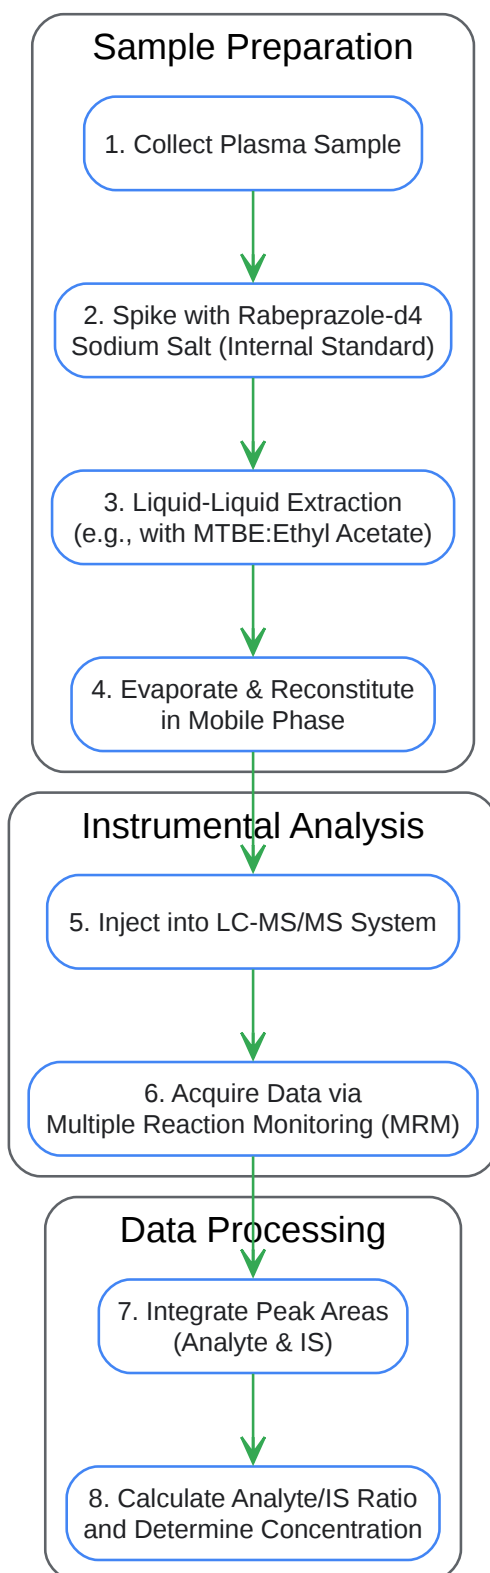 Sample Preparation
1. Collect Plasma Sample
2. Spike with Rabeprazole-d4
Sodium Salt (Internal Standard)
3. Liquid-Liquid Extraction
(e.g., with MTBE:Ethyl Acetate)
4. Evaporate & Reconstitute
in Mobile Phase
Instrumental Analysis
5. Inject into LC-MS/MS System
6. Acquire Data via
Multiple Reaction Monitoring (MRM)
Data Processing
7. Integrate Peak Areas
(Analyte & IS)
8. Calculate Analyte/IS Ratio
and Determine Concentration